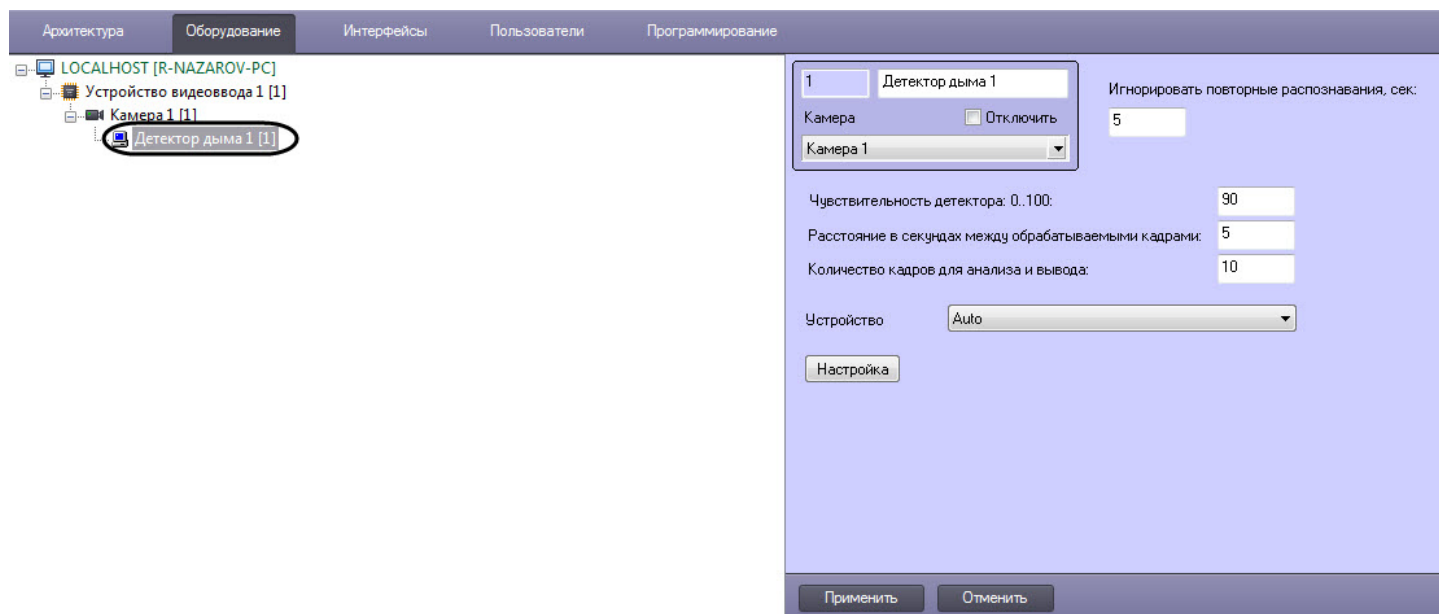 Архитектура Оборудование Интерфейсы Пользователи Программирование
LOCALHOST [R-NAZAROV-PC]
Устройство видеоввода 1 [1]
Камера 1 [1]
Детектор дыма 1 [1]
1 Детектор дыма 1
Камера Отключить
Камера 1
Игнорировать повторные распознавания, сек:
5
Чувствительность детектора: 0..100: 90
Расстояние в секундах между обрабатываемыми кадрами: 5
Количество кадров для анализа и вывода: 10
Устройство Auto
Настройка
Применить Отменить